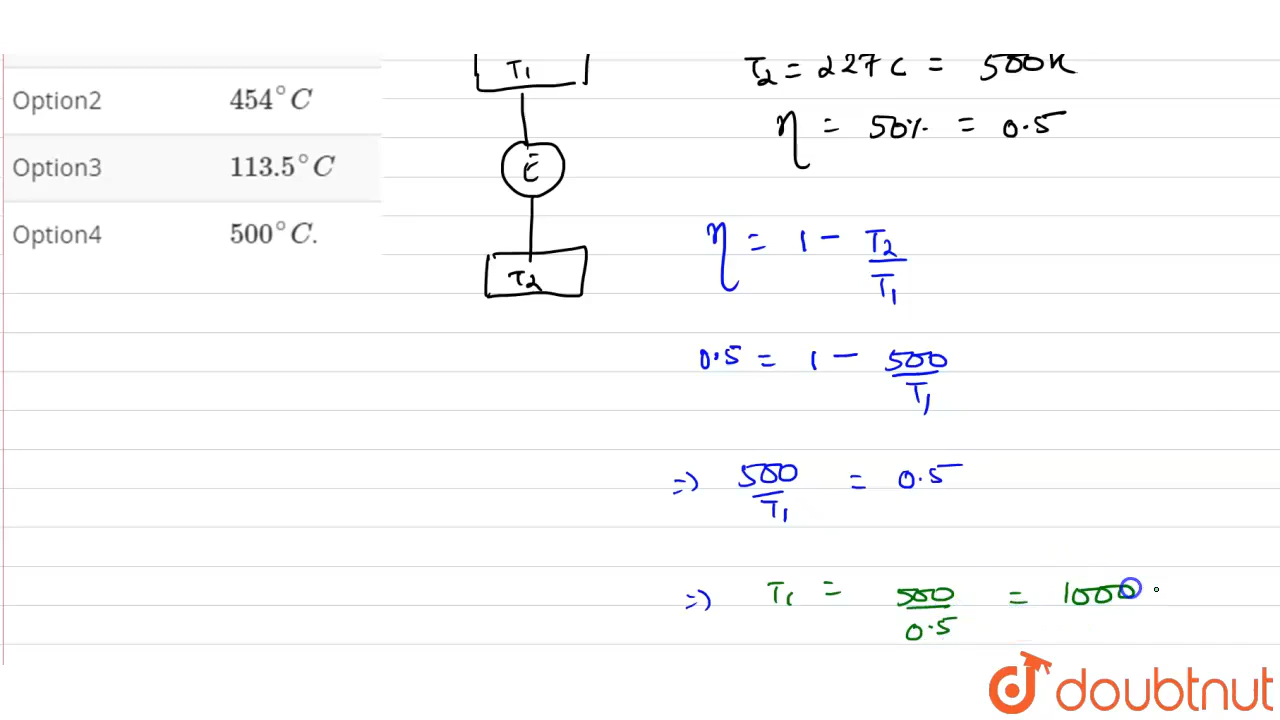 T₁
T₂ = 227 C = 500K
Option2 454°C
η = 50% = 0.5
Option3 113.5°C
E
Option4 500°C.
η = 1 - T₂/T₁
T₂
0.5 = 1 - 500/T₁
⇒ 500/T₁ = 0.5
⇒ T₁ = 500/0.5 = 1000
doubtnut